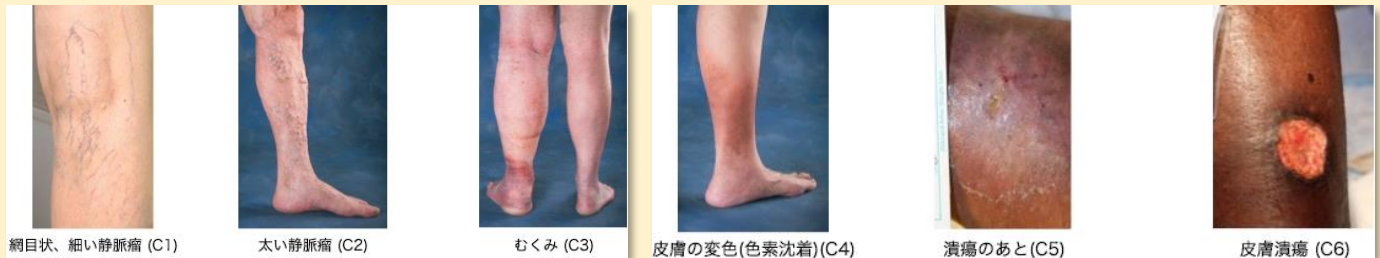 網目状、細い静脈瘤 (C1)
太い静脈瘤 (C2)
むくみ (C3)
皮膚の変色(色素沈着)(C4)
潰瘍のあと(C5)
皮膚潰瘍 (C6)